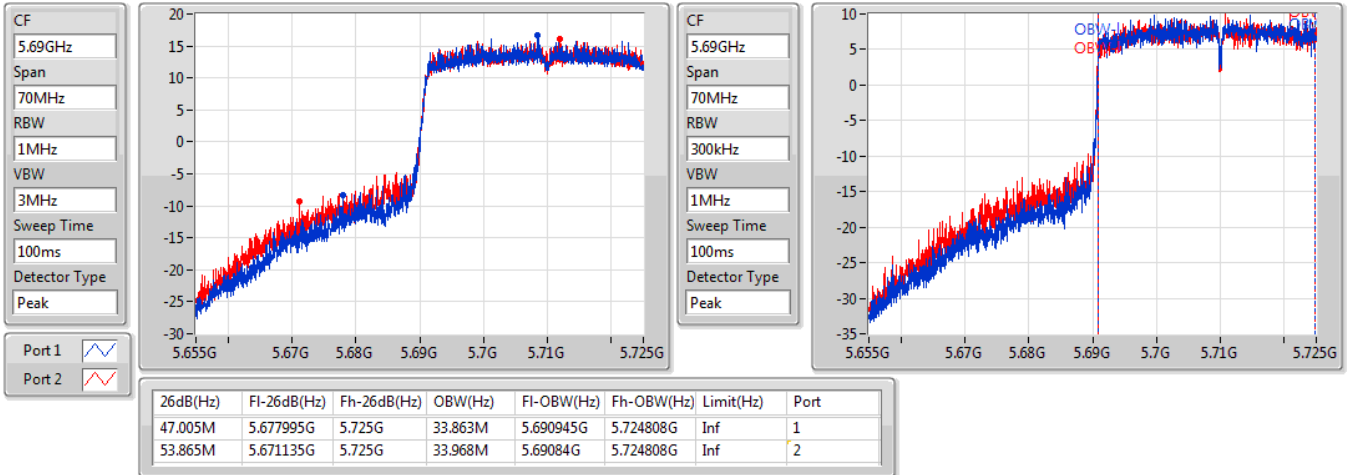 CF
5.69GHz
Span
70MHz
RBW
1MHz
VBW
3MHz
Sweep Time
100ms
Detector Type
Peak
Port 1
Port 2
20
15
10
5
0
-5
-10
-15
-20
-25
-30
5.655G 5.67G 5.68G 5.69G 5.7G 5.71G 5.725G
CF
5.69GHz
Span
70MHz
RBW
300kHz
VBW
1MHz
Sweep Time
100ms
Detector Type
Peak
10
5
0
-5
-10
-15
-20
-25
-30
-35
OBW
OBW
5.655G 5.67G 5.68G 5.69G 5.7G 5.71G 5.725G
26dB(Hz) Fl-26dB(Hz) Fh-26dB(Hz) OBW(Hz) Fl-OBW(Hz) Fh-OBW(Hz) Limit(Hz) Port
47.005M 5.677995G 5.725G 33.863M 5.690945G 5.724808G Inf 1
53.865M 5.671135G 5.725G 33.968M 5.69084G 5.724808G Inf 2